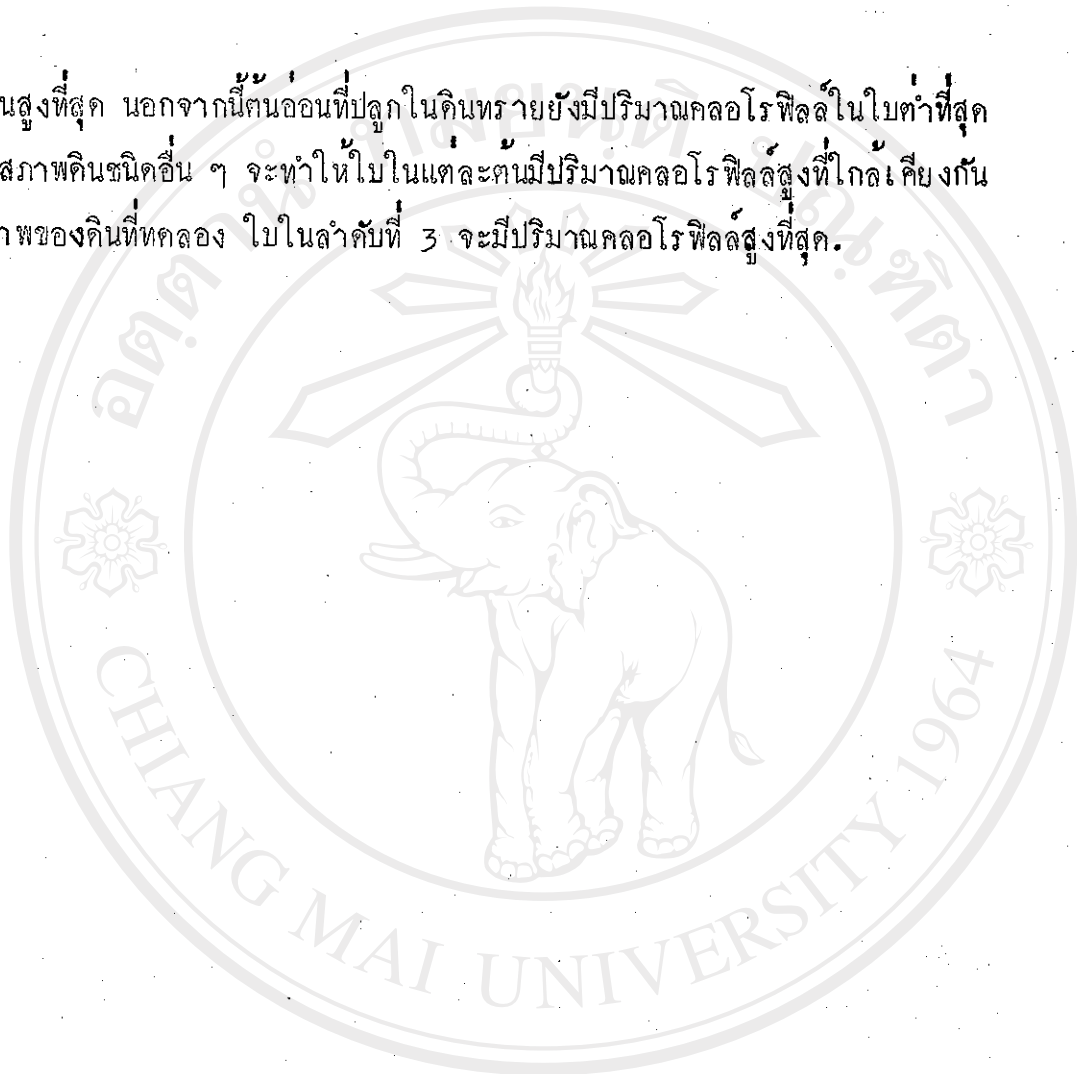 นสูงที่สุด นอกจากนี้ต้นอ่อนที่ปลูกในดินทรายยังมีปริมาณคลอโรฟิลล์ในใบต่ำที่สุด
สภาพดินชนิดอื่น ๆ จะทำให้ใบในแต่ละต้นมีปริมาณคลอโรฟิลล์สูงที่ใกล้เคียงกัน
าพของดินที่ทดลอง ใบในลำดับที่ 3 จะมีปริมาณคลอโรฟิลล์สูงที่สุด.
CHIANG MAI UNIVERSITY 1964